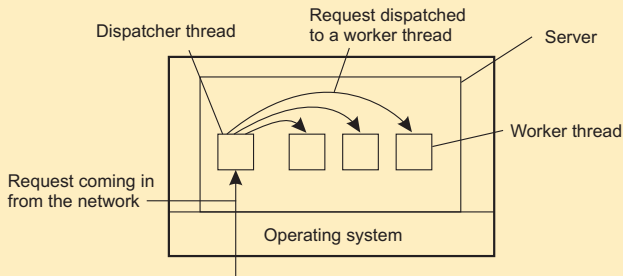 Request dispatched
to a worker thread
Dispatcher thread
Server
Worker thread
Request coming in
from the network
Operating system